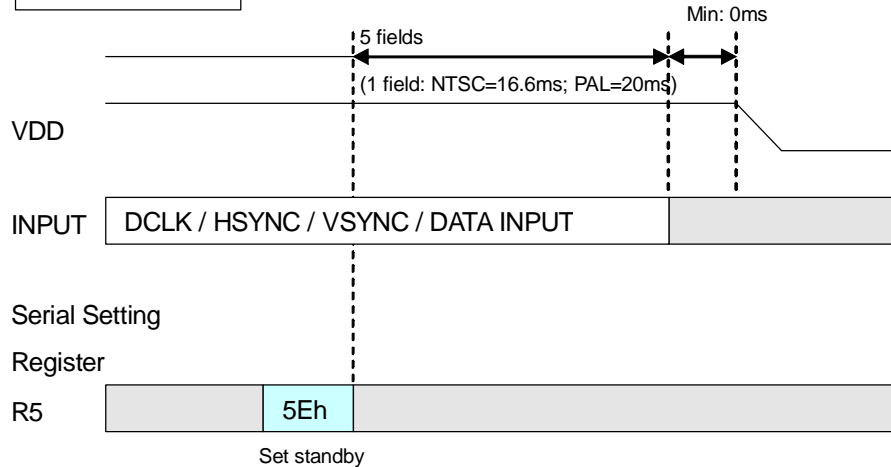 Min: 0ms
5 fields
(1 field: NTSC=16.6ms; PAL=20ms)
VDD
INPUT DCLK / HSYNC / VSYNC / DATA INPUT
Serial Setting
Register
R5 5Eh
Set standby